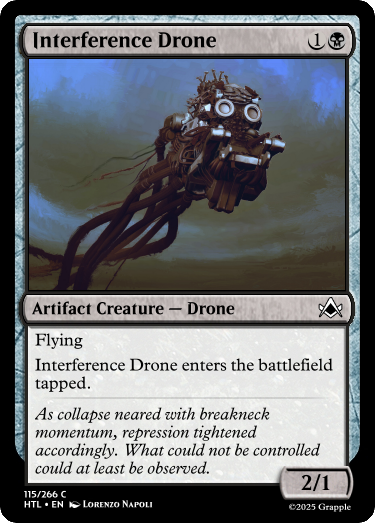 Interference Drone 1
Artifact Creature — Drone
Flying
Interference Drone enters the battlefield
tapped.
As collapse neared with breakneck
momentum, repression tightened
accordingly. What could not be controlled
could at least be observed.
2/1
115/266 C
HTL • EN Lorenzo Napoli
©2025 Grapple